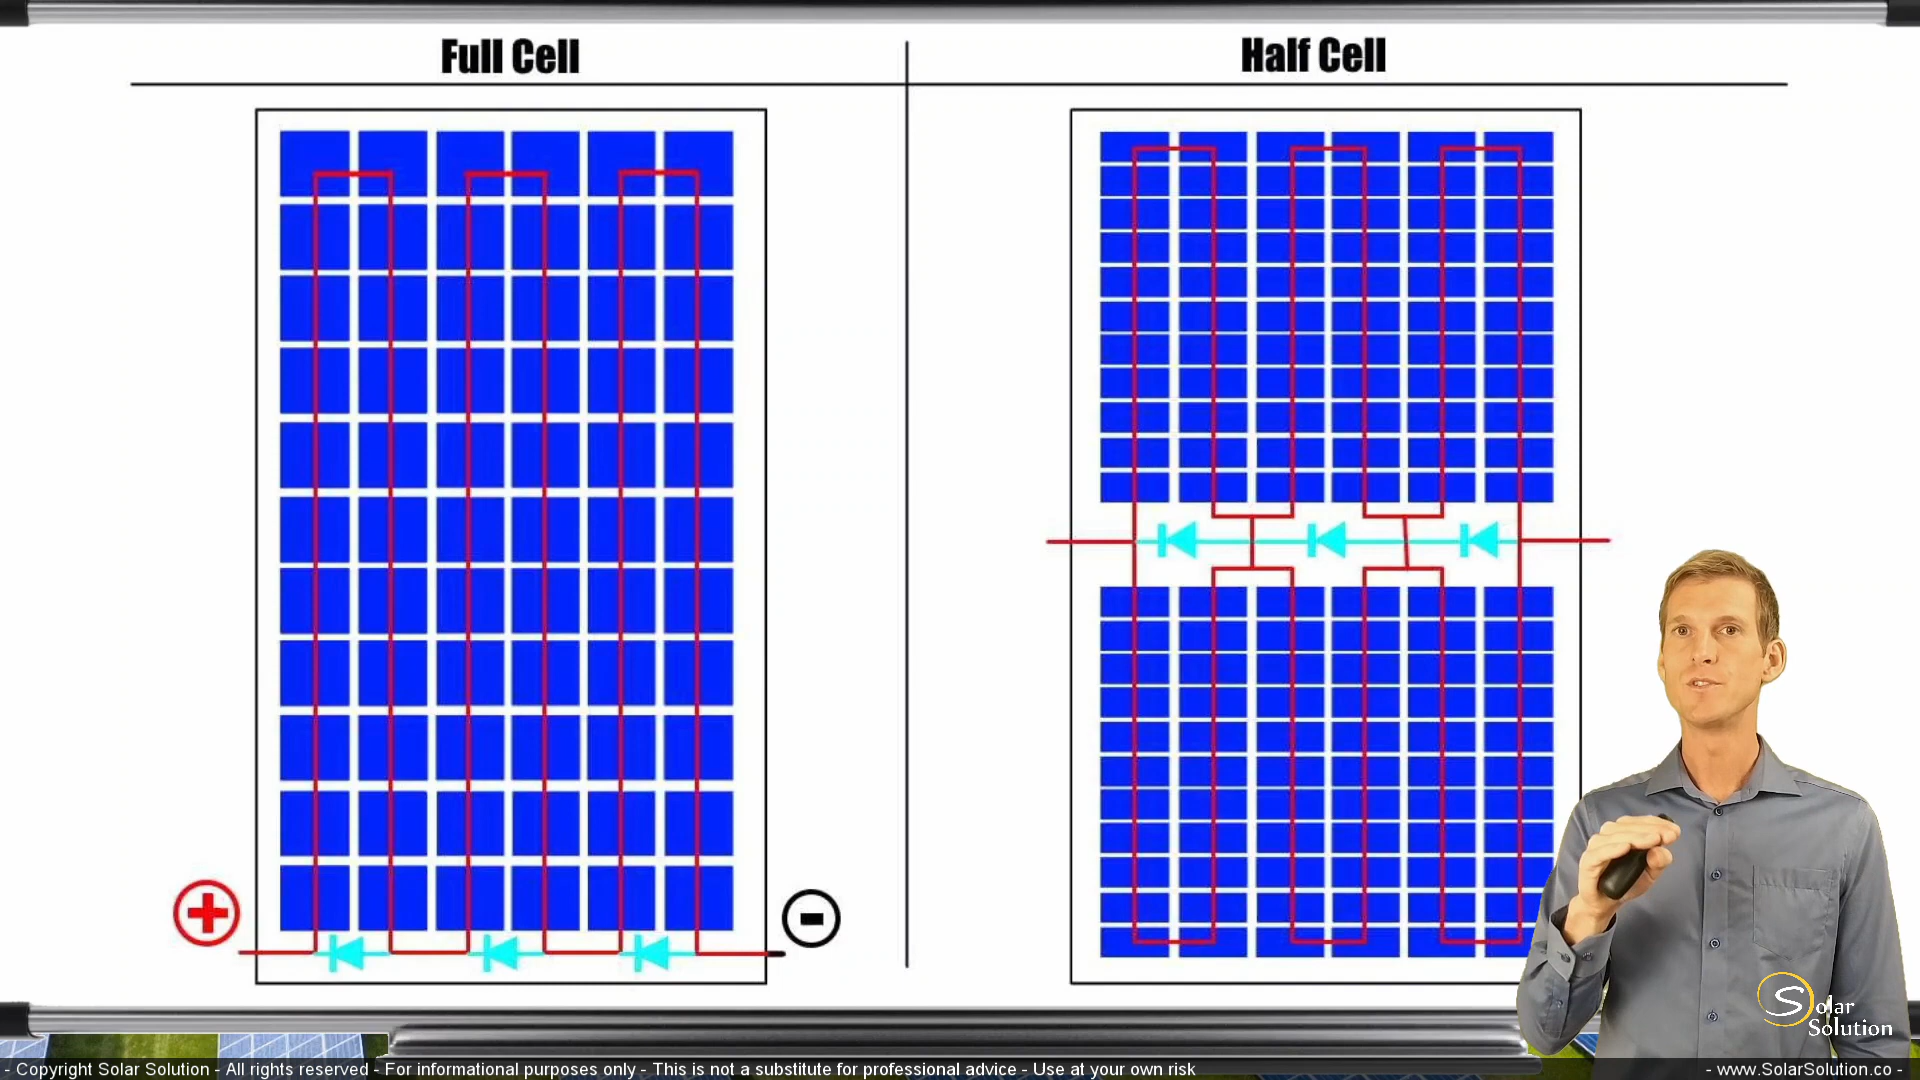 Full Cell
Half Cell
+
-
Solar
Solution
- Copyright Solar Solution - All rights reserved - For informational purposes only - This is not a substitute for professional advice - Use at your own risk
- www.SolarSolution.co -